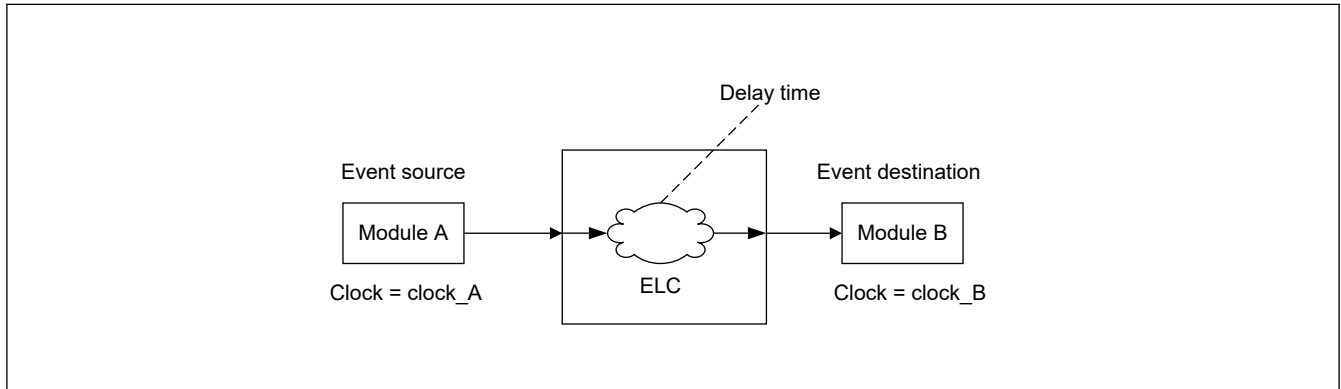 Delay time
Event source
Event destination
Module A
Module B
ELC
Clock = clock_A
Clock = clock_B